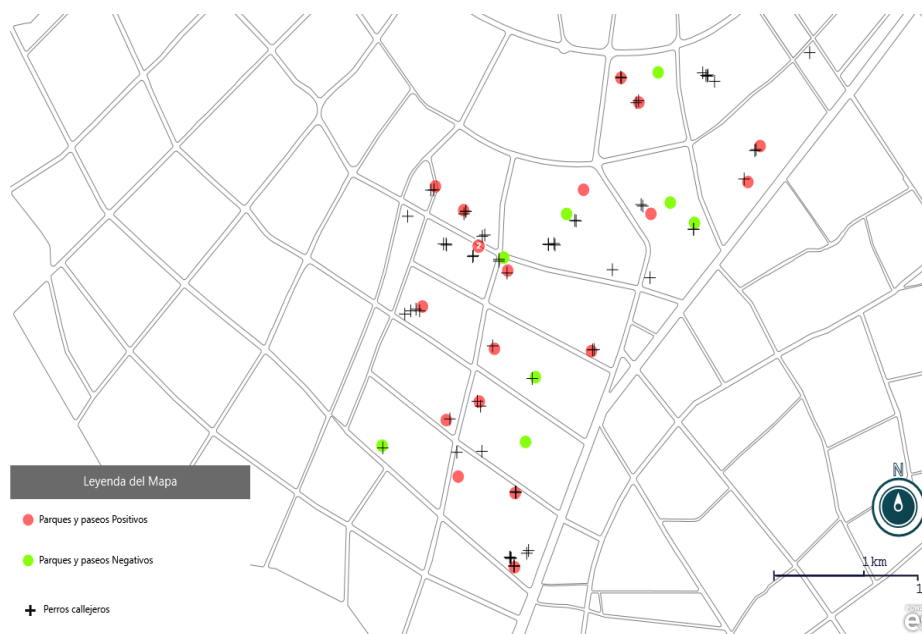 2
N
Leyenda del Mapa
Parques y paseos Positivos
Parques y paseos Negativos
Perros callejeros
1km
1